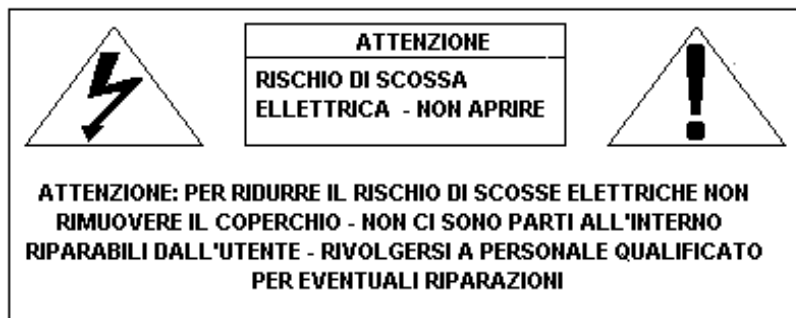 ATTENZIONE
RISCHIO DI SCOSSA
ELLETTRICA - NON APRIRE
ATTENZIONE: PER RIDURRE IL RISCHIO DI SCOSSE ELETTRICHE NON
RIMUOVERE IL COPERCHIO - NON CI SONO PARTI ALL'INTERNO
RIPARABILI DALL'UTENTE - RIVOLGERSI A PERSONALE QUALIFICATO
PER EVENTUALI RIPARAZIONI